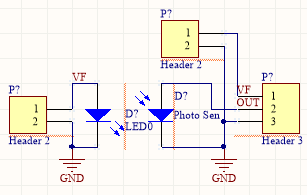 P?
1
2
Header 2
VF
P?
1
2
Header 2
D?
LED0
GND
D?
Photo Sen
VF
OUT
P?
1
2
3
Header 3
GND